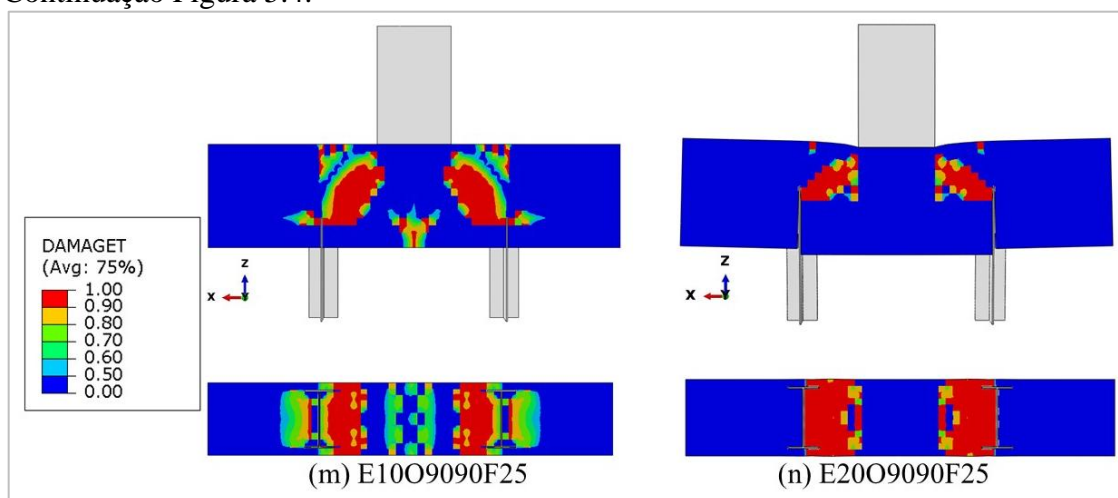 Continuação Figura 5.4.
DAMAGET
(Avg: 75%)
1.00
0.90
0.80
0.70
0.60
0.50
0.00
z
x
z
x
(m) E10O9090F25
(n) E20O9090F25